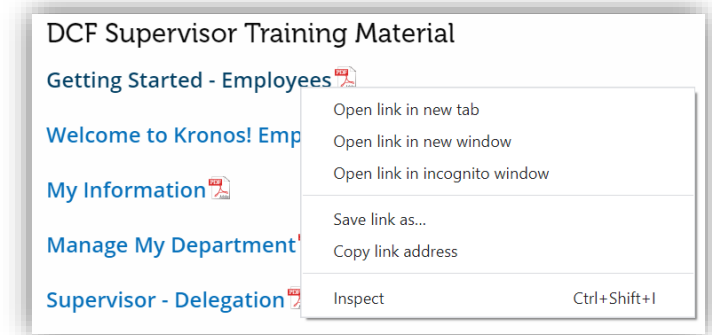 DCF Supervisor Training Material
Getting Started - Employees
Open link in new tab
Welcome to Kronos! Emp
Open link in new window
Open link in incognito window
My Information
Save link as...
Manage My Department
Copy link address
Supervisor - Delegation
Inspect Ctrl+Shift+I